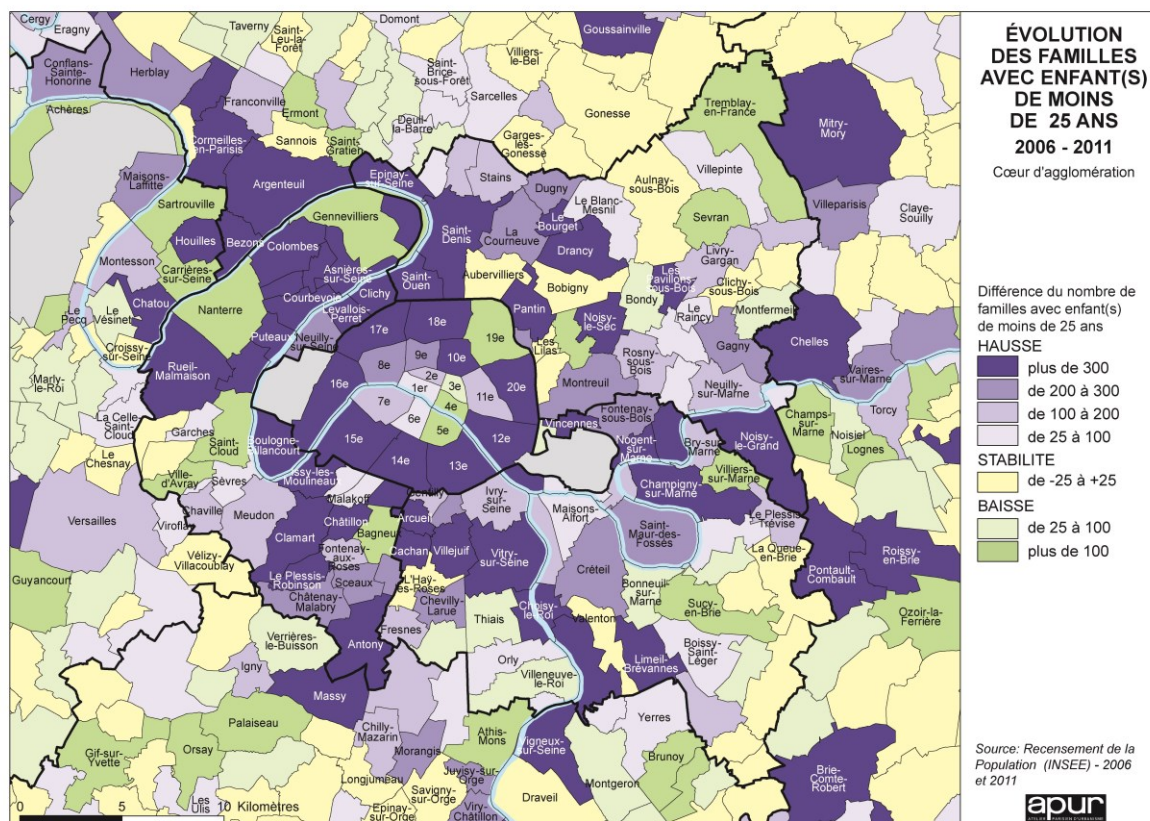 ÉVOLUTION
DES FAMILLES
AVEC ENFANT(S)
DE MOINS
DE 25 ANS
2006 - 2011
Cœur d'agglomération
Différence du nombre de
familles avec enfant(s)
de moins de 25 ans
HAUSSE
plus de 300
de 200 à 300
de 100 à 200
de 25 à 100
STABILITE
de -25 à +25
BAISSE
de 25 à 100
plus de 100
Source: Recensement de la
Population (INSEE) - 2006
et 2011
apur
Cergy
Eragny
Conflans-
Sainte-
Honorine
Herblay
Achères
Taverny
Saint-
Leu-la-
Forêt
Domont
Franconville
Ermont
Saint-
Brice-
sous-Forêt
Villiers-
le-Bel
Sarcelles
Goussainville
Gonesse
Tremblay-
en-France
Mitry-
Mory
Cormeilles-
en-Parisis
Sannois
Saint-
Gratien
Deuil-
la-Barre
Garges-
lès-
Gonesse
Maisons-
Laffitte
Argenteuil
Epinay-
sur-Seine
Stains
Dugny
Le Blanc-
Mesnil
Aulnay-
sous-Bois
Villepinte
Villeparisis
Claye-
Souilly
Sartrouville
Gennevilliers
Saint-
Denis
La
Courneuve
Le
Bourget
Drancy
Sevran
Houilles
Bezons
Colombes
Montesson
Carrières-
sur-Seine
Asnières-
sur-Seine
Saint-
Ouen
Aubervilliers
Bobigny
Livry-
Gargan
Les
Pavillons-
sous-Bois
Clichy-
sous-Bois
Chatou
Nanterre
Courbevoie
Clichy
Levallois-
Perret
Pantin
Noisy-
le-Sec
Bondy
Le
Raincy
Montfermeil
Le
Pecq
Le
Vésinet
Croissy-
sur-Seine
Puteaux
Neuilly-
sur-Seine
17e
18e
19e
Les
Lilas
Rosny-
sous-Bois
Gagny
Chelles
Rueil-
Malmaison
8e
9e
10e
2e
3e
1er
16e
7e
6e
4e
5e
11e
20e
Montreuil
Neuilly-
sur-Marne
Vaires-
sur-Marne
Marly-
le-Roi
La Celle-
Saint-Cloud
Garches
Saint-
Cloud
Boulogne-
Billancourt
15e
14e
13e
12e
Vincennes
Fontenay-
sous-Bois
Nogent-
sur-
Marne
Bry-sur-
Marne
Noisy-
le-Grand
Champs-
sur-
Marne
Noisiel
Torcy
Lognes
Le Chesnay
Ville-
d'Avray
Sèvres
Issy-les-
Moulineaux
Malakoff
Gentilly
Ivry-
sur-
Seine
Maisons-
Alfort
Champigny-
sur-Marne
Villiers-
sur-Marne
Le Plessis-
Trévise
Versailles
Viroflay
Chaville
Meudon
Clamart
Châtillon
Bagneux
Arcueil
Cachan
Villejuif
Vitry-
sur-
Seine
Saint-
Maur-des-
Fossés
La Queue-
en-Brie
Vélizy-
Villacoublay
Fontenay-
aux-
Roses
Le Plessis-
Robinson
Sceaux
Châtenay-
Malabry
L'Haÿ-
les-Roses
Chevilly-
Larue
Créteil
Bonneuil-
sur-
Marne
Sucy-
en-Brie
Pontault-
Combault
Roissy-
en-Brie
Guyancourt
Verrières-
le-Buisson
Antony
Fresnes
Thiais
Choisy-
le-Roi
Valenton
Limeil-
Brévannes
Boissy-
Saint-
Léger
Ozoir-la-
Ferrière
Igny
Massy
Orly
Villeneuve-
le-Roi
Palaiseau
Gif-sur-
Yvette
Orsay
Les
Ulis
Chilly-
Mazarin
Morangis
Longjumeau
Athis-
Mons
Juvisy-sur-
Orge
Savigny-
sur-Orge
Epinay-
sur-Orge
Viry-
Châtillon
Vigneux-
sur-Seine
Draveil
Montgeron
Yerres
Brunoy
Brie-
Comte-
Robert
0 5 10 Kilomètres